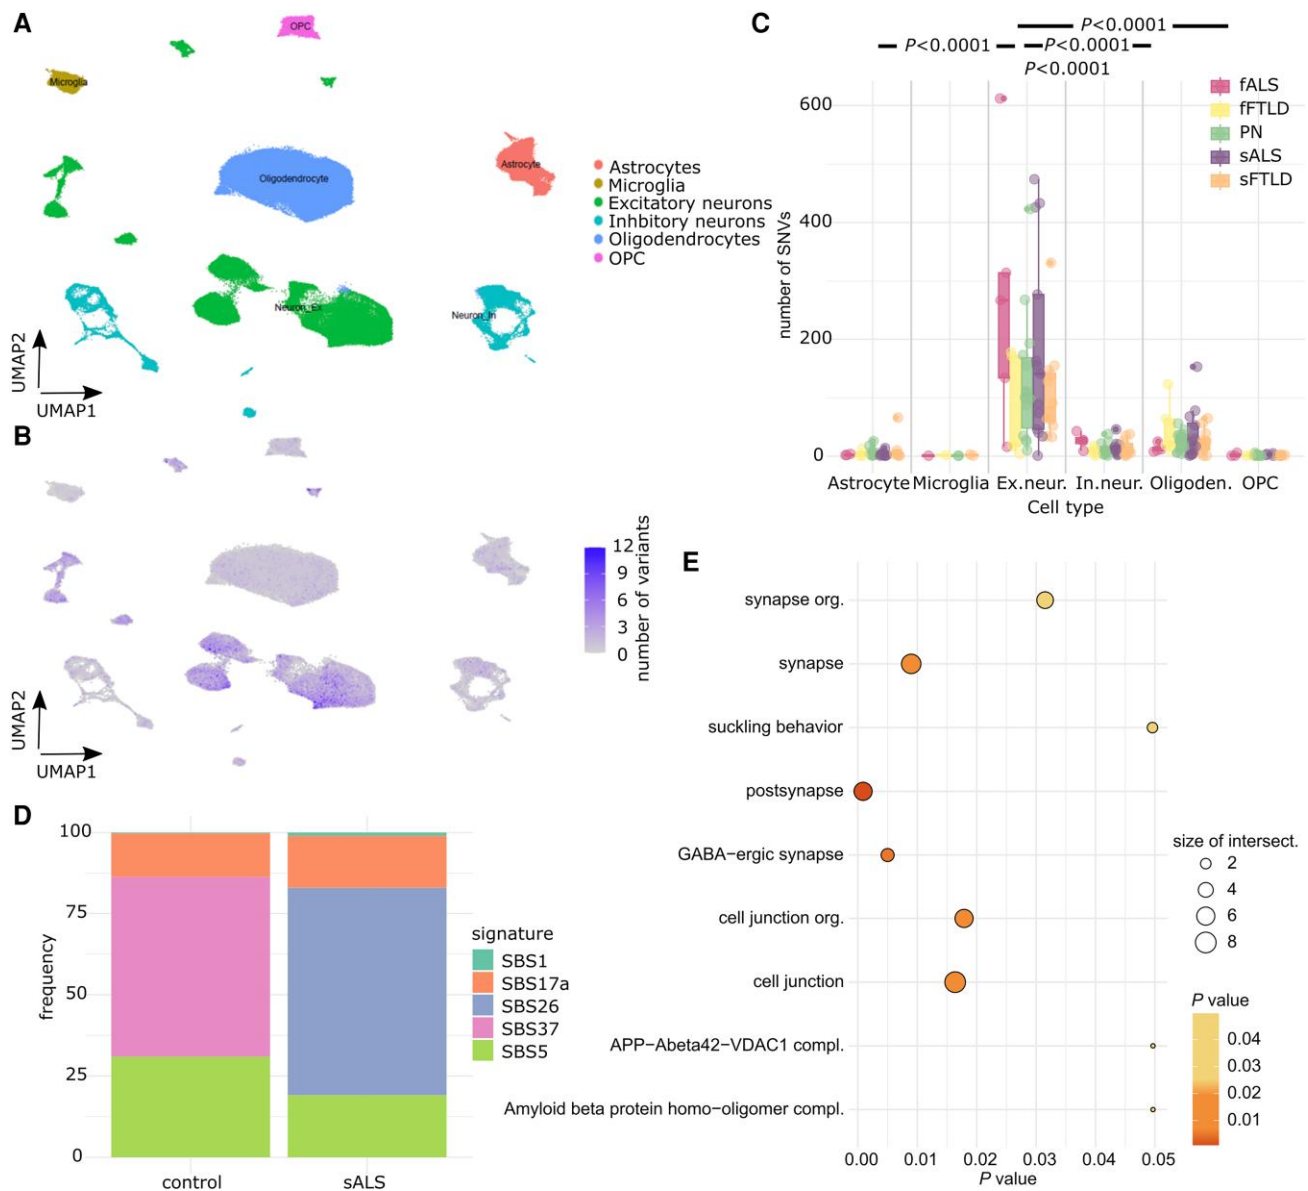 A
OPC
Microglia
Oligodendrocyte
Astrocyte
Neuron_Ex
Neuron_In
Astrocytes
Microglia
Excitatory neurons
Inhbitory neurons
Oligodendrocytes
OPC
UMAP2
UMAP1
B
12
9
6
3
0
number of variants
UMAP2
UMAP1
C
P<0.0001
P<0.0001
P<0.0001
P<0.0001
600
400
200
0
number of SNVs
fALS
fFTLD
PN
sALS
sFTLD
Astrocyte Microglia Ex.neur. In.neur. Oligoden. OPC
Cell type
D
100
75
50
25
0
frequency
control sALS
signature
SBS1
SBS17a
SBS26
SBS37
SBS5
E
synapse org.
synapse
suckling behavior
postsynapse
GABA−ergic synapse
cell junction org.
cell junction
APP−Abeta42−VDAC1 compl.
Amyloid beta protein homo−oligomer compl.
0.00 0.01 0.02 0.03 0.04 0.05
P value
size of intersect.
2
4
6
8
P value
0.04
0.03
0.02
0.01